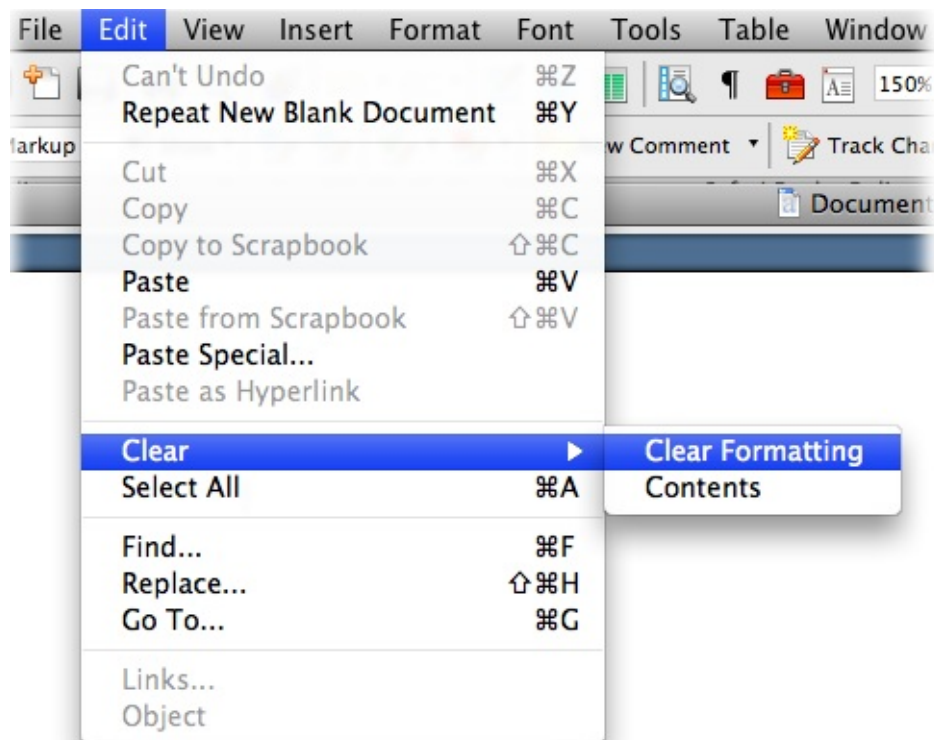 File Edit View Insert Format Font Tools Table Window
150%
Markup w Comment Track Cha
Document
Can't Undo ⌘Z
Repeat New Blank Document ⌘Y
Cut ⌘X
Copy ⌘C
Copy to Scrapbook ⇧⌘C
Paste ⌘V
Paste from Scrapbook ⇧⌘V
Paste Special...
Paste as Hyperlink
Clear ▶ Clear Formatting
Select All ⌘A Contents
Find... ⌘F
Replace... ⇧⌘H
Go To... ⌘G
Links...
Object